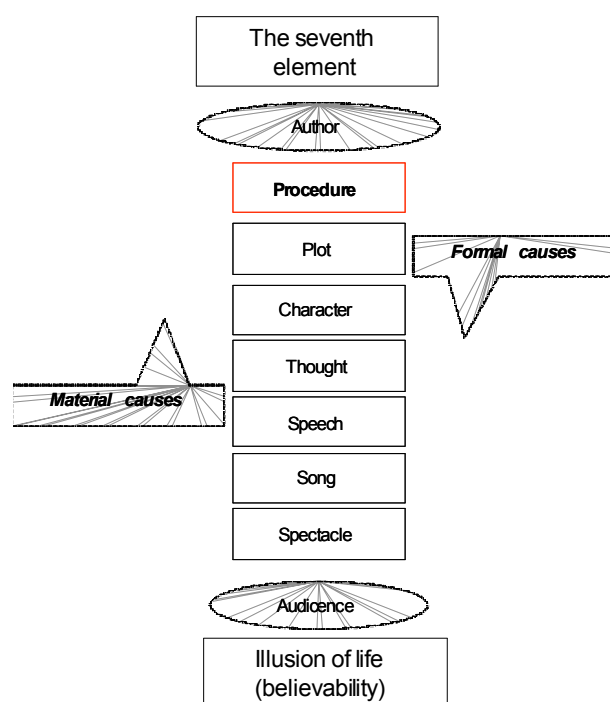 The seventh
element
Author
Procedure
Plot
Formal causes
Character
Thought
Material causes
Speech
Song
Spectacle
Audicence
Illusion of life
(believability)